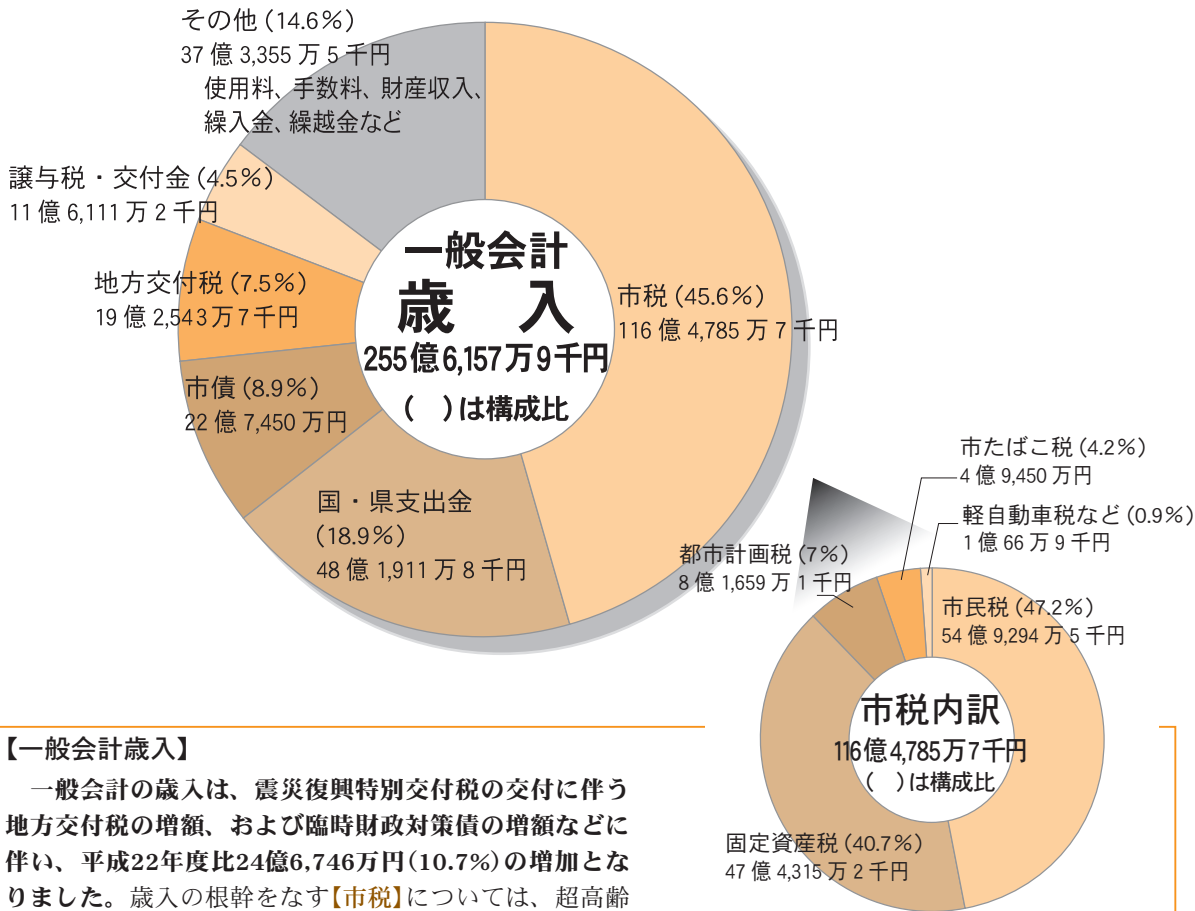 その他（14.6％）
37億3,355万5千円
使用料、手数料、財産収入、
繰入金、繰越金など
譲与税・交付金（4.5％）
11億6,111万2千円
地方交付税（7.5％）
19億2,543万7千円
市債（8.9％）
22億7,450万円
国・県支出金
（18.9％）
48億1,911万8千円
市税（45.6％）
116億4,785万7千円
一般会計
歳　入
255億6,157万9千円
（　）は構成比
市たばこ税（4.2％）
4億9,450万円
軽自動車税など（0.9％）
1億66万9千円
都市計画税（7％）
8億1,659万1千円
市民税（47.2％）
54億9,294万5千円
市税内訳
116億4,785万7千円
（　）は構成比
固定資産税（40.7％）
47億4,315万2千円
【一般会計歳入】
　一般会計の歳入は、震災復興特別交付税の交付に伴う
地方交付税の増額、および臨時財政対策債の増額などに
伴い、平成22年度比24億6,746万円（10.7％）の増加とな
りました。歳入の根幹をなす【市税】については、超高齢